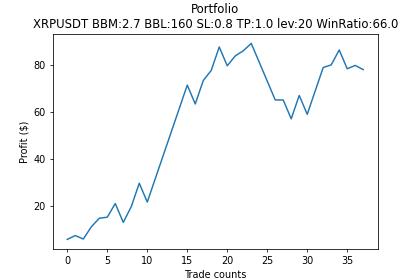 Portfolio
XRPUSDT BBM:2.7 BBL:160 SL:0.8 TP:1.0 lev:20 WinRatio:66.0
80
60
40
20
Profit ($)
0 5 10 15 20 25 30 35
Trade counts